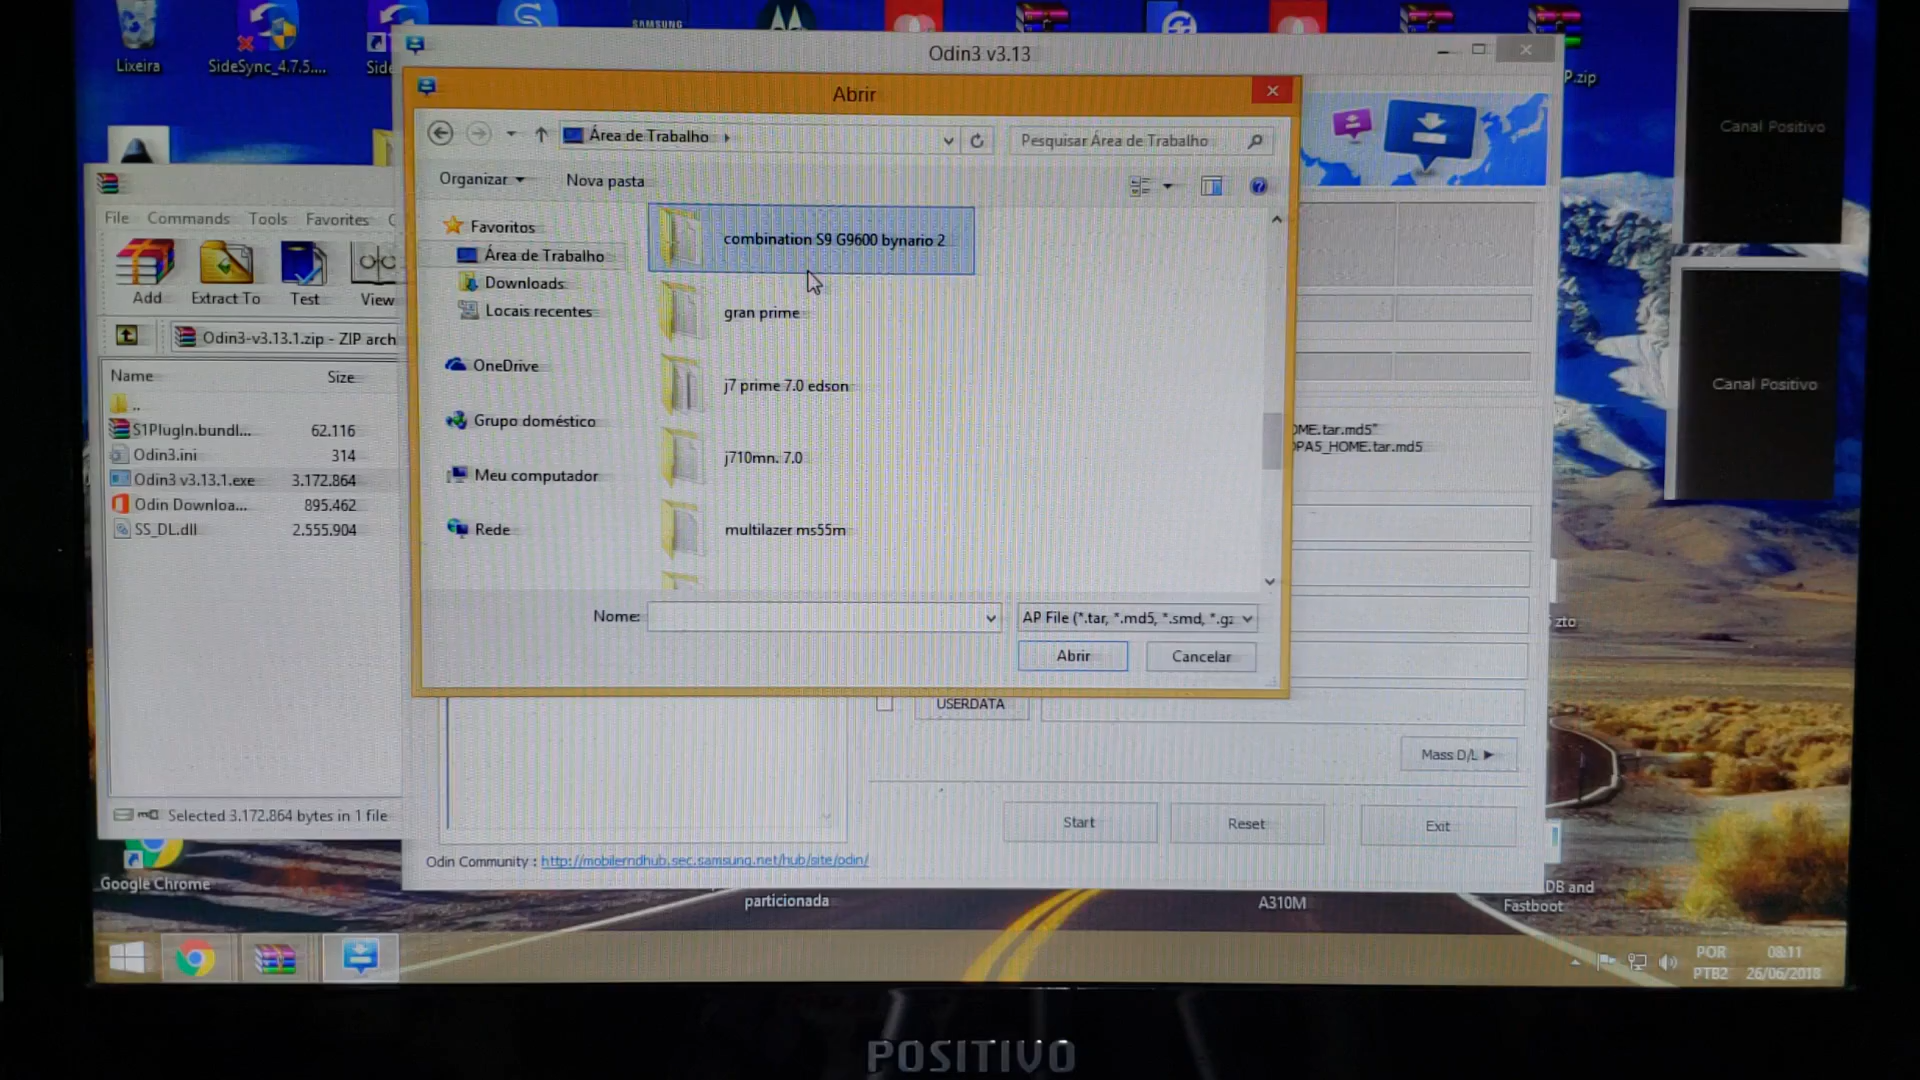 Lixeira
SideSync_4.7.5....
Side
SAMSUNG
P.zip
Odin3 v3.13
Abrir
Área de Trabalho
Pesquisar Área de Trabalho
Organizar
Nova pasta
Favoritos
Área de Trabalho
Downloads
Locais recentes
OneDrive
Grupo doméstico
Meu computador
Rede
combination S9 G9600 bynario 2
gran prime
j7 prime 7.0 edson
j710mn. 7.0
multilazer ms55m
Nome:
AP File (*.tar, *.md5, *.smd, *.gz
Abrir
Cancelar
File Commands Tools Favorites
Add
Extract To
Test
View
Odin3-v3.13.1.zip - ZIP arch
Name Size
..
S1PlugIn.bundl... 62.116
Odin3.ini 314
Odin3 v3.13.1.exe 3.172.864
Odin Downloa... 895.462
SS_DL.dll 2.555.904
Selected 3.172.864 bytes in 1 file
OME.tar.md5"
OPA5_HOME.tar.md5
USERDATA
Mass D/L
Start
Reset
Exit
Odin Community : http://mobilerndhub.sec.samsung.net/hub/site/odin/
Canal Positivo
Canal Positivo
zto
Google Chrome
particionada
A310M
DB and
Fastboot
POR
PTB2
08:11
26/06/2018
POSITIVO